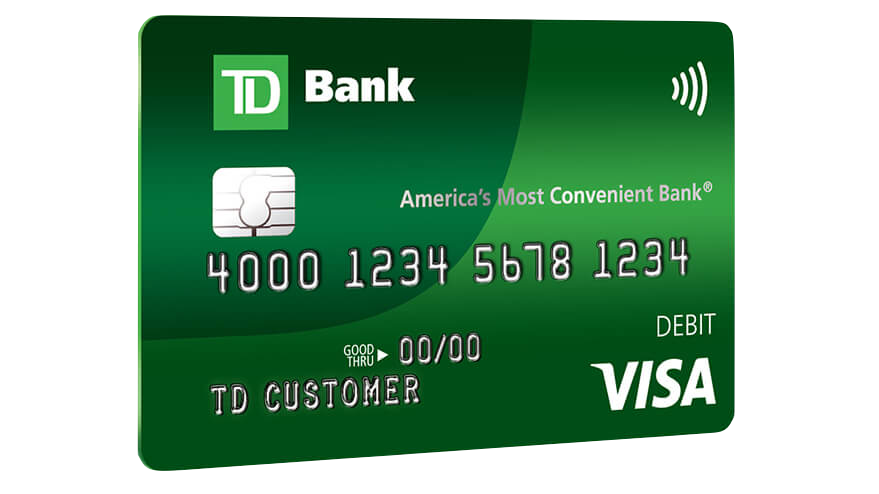 TD Bank
America's Most Convenient Bank®
4000 1234 5678 1234
DEBIT
GOOD THRU 00/00
TD CUSTOMER
VISA